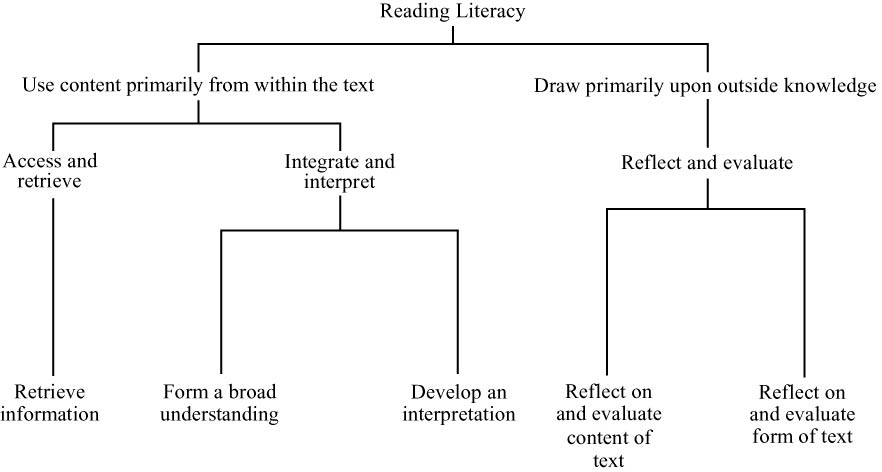 Reading Literacy
Use content primarily from within the text
Draw primarily upon outside knowledge
Access and
retrieve
Integrate and
interpret
Reflect and evaluate
Retrieve
information
Form a broad
understanding
Develop an
interpretation
Reflect on
and evaluate
content of
text
Reflect on
and evaluate
form of text